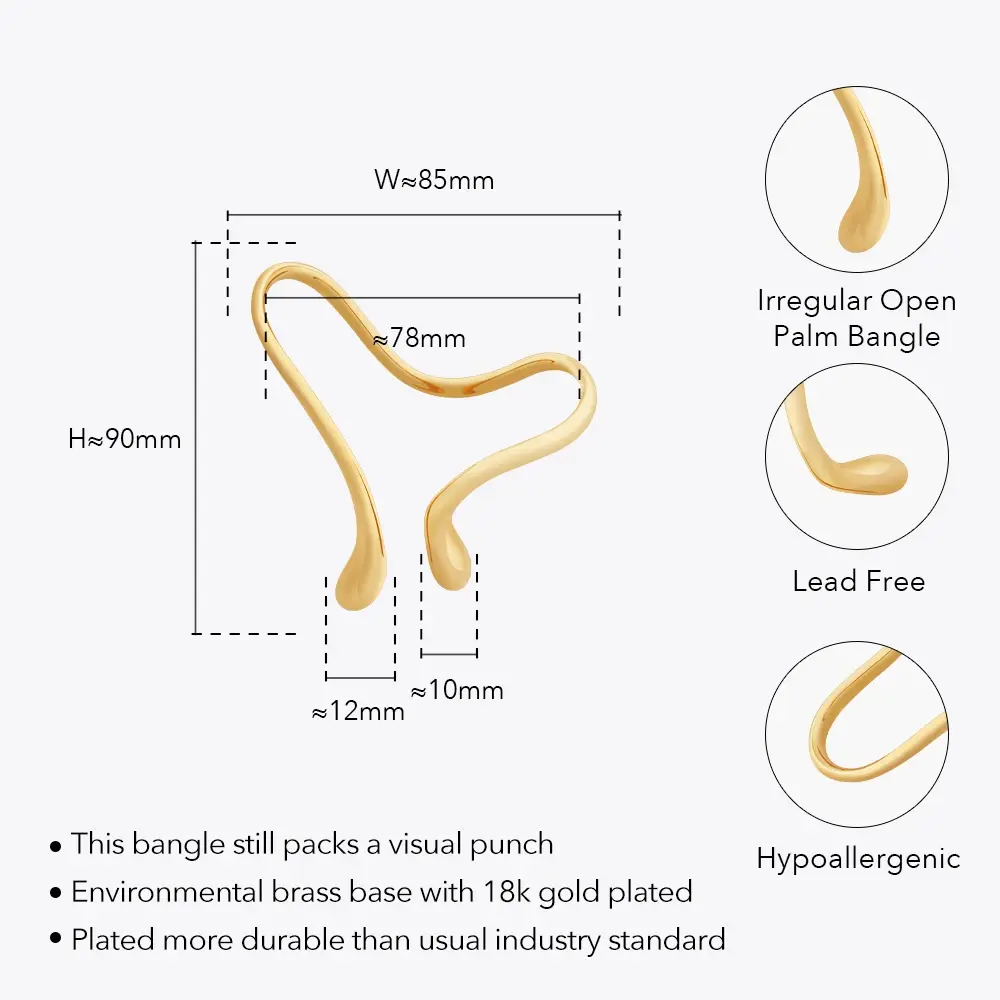 W≈85mm
≈78mm
H≈90mm
≈10mm
≈12mm
Irregular Open
Palm Bangle
Lead Free
Hypoallergenic
• This bangle still packs a visual punch
• Environmental brass base with 18k gold plated
• Plated more durable than usual industry standard